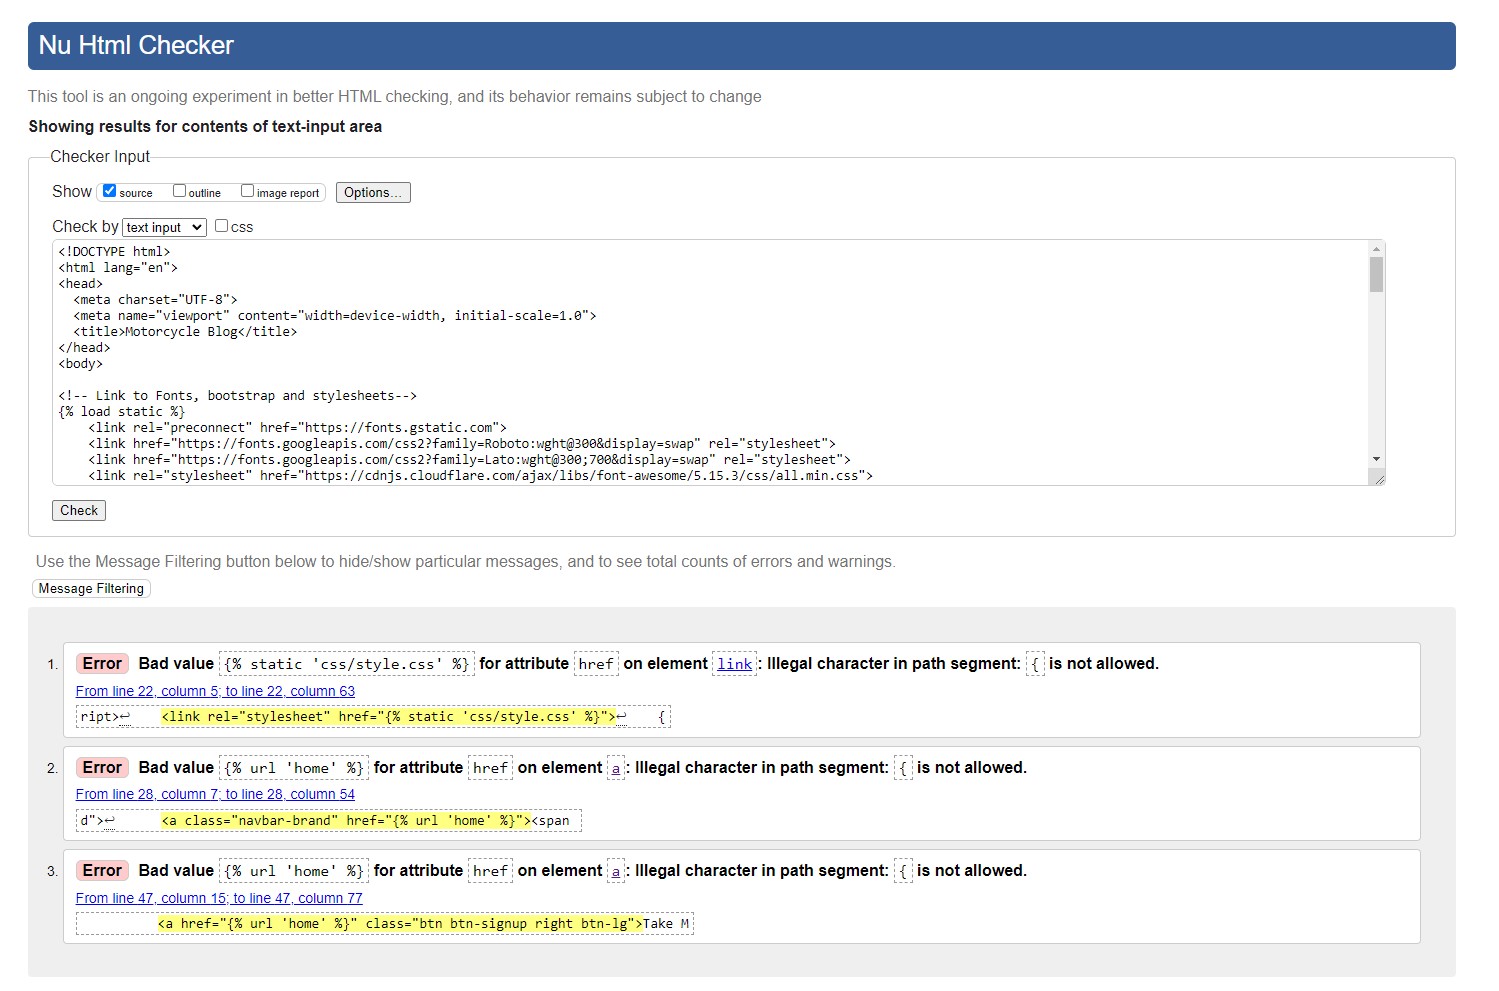 Nu Html Checker
This tool is an ongoing experiment in better HTML checking, and its behavior remains subject to change
Showing results for contents of text-input area
Checker Input
Show source outline image report Options...
Check by text input css
<!DOCTYPE html>
<html lang="en">
<head>
  <meta charset="UTF-8">
  <meta name="viewport" content="width=device-width, initial-scale=1.0">
  <title>Motorcycle Blog</title>
</head>
<body>
<!-- Link to Fonts, bootstrap and stylesheets-->
{% load static %}
    <link rel="preconnect" href="https://fonts.gstatic.com">
    <link href="https://fonts.googleapis.com/css2?family=Roboto:wght@300&display=swap" rel="stylesheet">
    <link href="https://fonts.googleapis.com/css2?family=Lato:wght@300;700&display=swap" rel="stylesheet">
    <link rel="stylesheet" href="https://cdnjs.cloudflare.com/ajax/libs/font-awesome/5.15.3/css/all.min.css">
Check
Use the Message Filtering button below to hide/show particular messages, and to see total counts of errors and warnings.
Message Filtering
1. Error Bad value {% static 'css/style.css' %} for attribute href on element link: Illegal character in path segment: { is not allowed.
From line 22, column 5; to line 22, column 63
ript>↩    <link rel="stylesheet" href="{% static 'css/style.css' %}">↩    {
2. Error Bad value {% url 'home' %} for attribute href on element a: Illegal character in path segment: { is not allowed.
From line 28, column 7; to line 28, column 54
d">↩      <a class="navbar-brand" href="{% url 'home' %}"><span
3. Error Bad value {% url 'home' %} for attribute href on element a: Illegal character in path segment: { is not allowed.
From line 47, column 15; to line 47, column 77
<a href="{% url 'home' %}" class="btn btn-signup right btn-lg">Take M